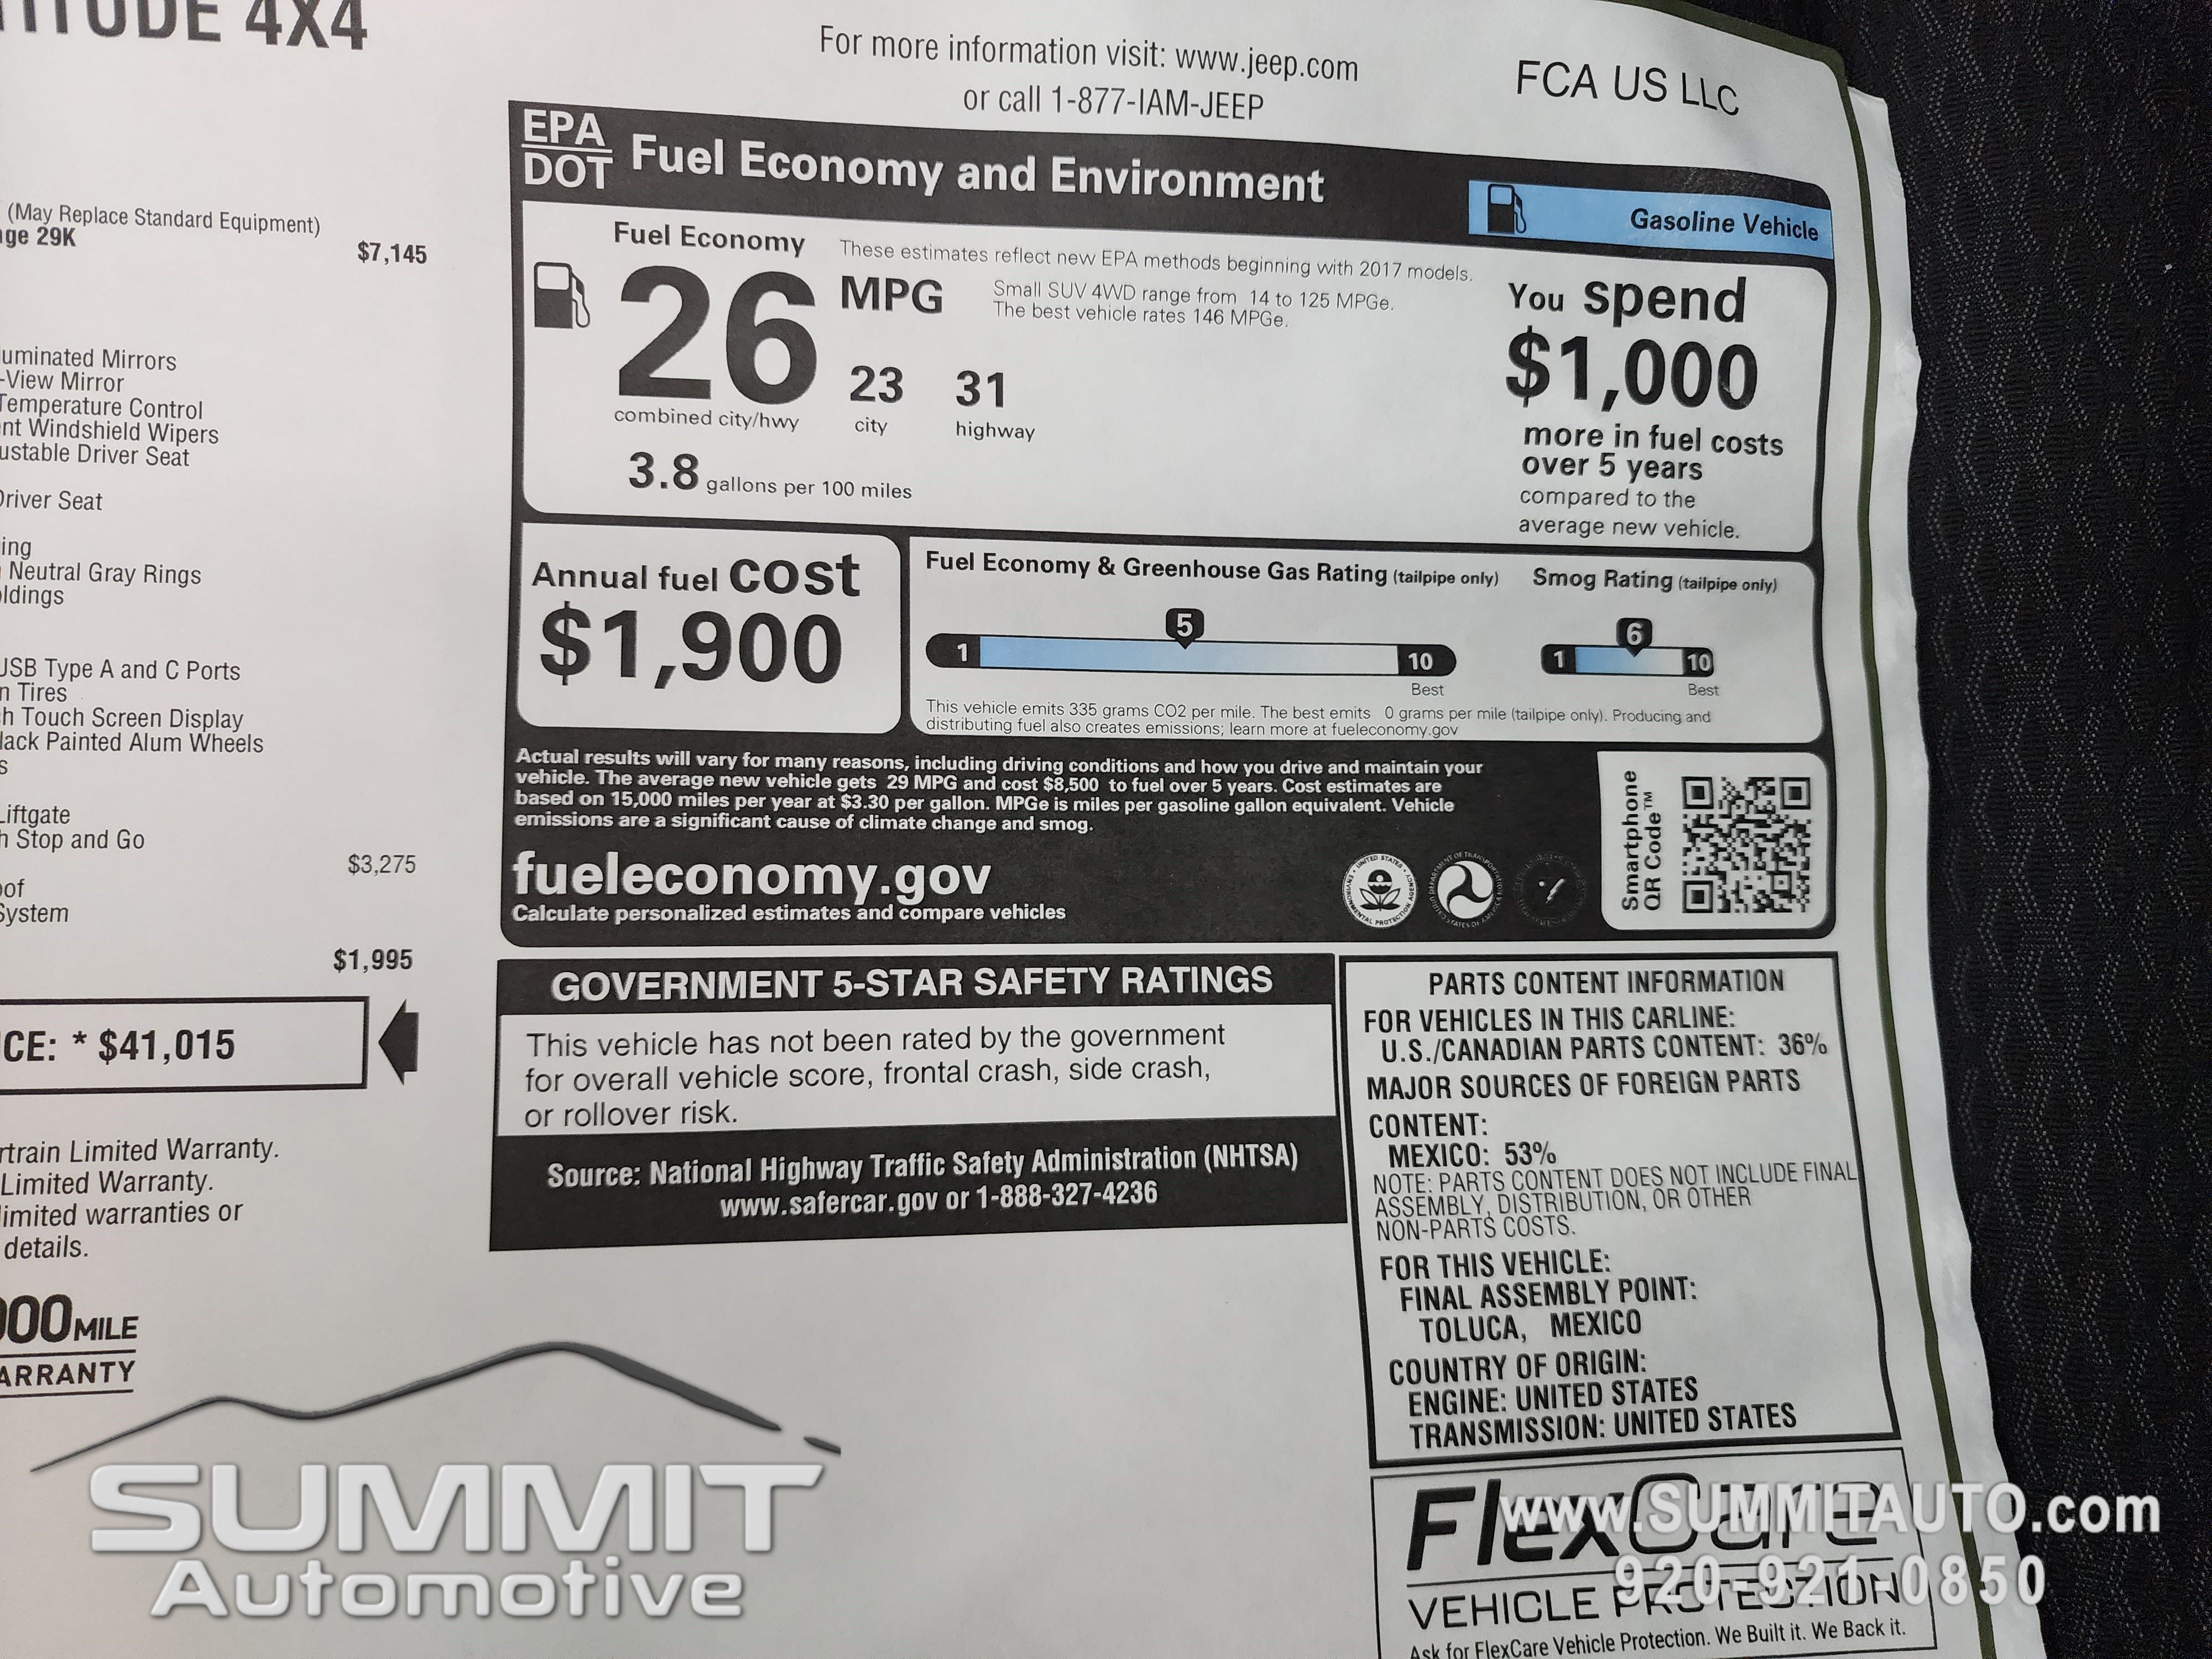 TITUDE 4X4
(May Replace Standard Equipment)
29K
$7,145
Mirrors
-View Mirror
Temperature Control
Windshield Wipers
Driver Seat
Driver Seat
Neutral Gray Rings
USB Type A and C Ports
Tires
Touch Screen Display
Painted Alum Wheels
Liftgate
Stop and Go
$3,275
System
$1,995
CE: * $41,015
Limited Warranty.
Limited Warranty.
limited warranties or
details.
000 MILE
WARRANTY
For more information visit: www.jeep.com
or call 1-877-IAM-JEEP
FCA US LLC
EPA
DOT
Fuel Economy and Environment
Gasoline Vehicle
Fuel Economy
These estimates reflect new EPA methods beginning with 2017 models.
26 MPG
Small SUV 4WD range from 14 to 125 MPGe.
The best vehicle rates 146 MPGe.
23 31
combined city/hwy city highway
3.8 gallons per 100 miles
You spend
$1,000
more in fuel costs
over 5 years
compared to the
average new vehicle.
Annual fuel cost
$1,900
Fuel Economy & Greenhouse Gas Rating (tailpipe only)
5
1 10
Best
Smog Rating (tailpipe only)
6
1 10
Best
This vehicle emits 335 grams CO2 per mile. The best emits 0 grams per mile (tailpipe only). Producing and
distributing fuel also creates emissions; learn more at fueleconomy.gov
Actual results will vary for many reasons, including driving conditions and how you drive and maintain your
vehicle. The average new vehicle gets 29 MPG and cost $8,500 to fuel over 5 years. Cost estimates are
based on 15,000 miles per year at $3.30 per gallon. MPGe is miles per gasoline gallon equivalent. Vehicle
emissions are a significant cause of climate change and smog.
fueleconomy.gov
Calculate personalized estimates and compare vehicles
Smartphone
QR Code™
GOVERNMENT 5-STAR SAFETY RATINGS
This vehicle has not been rated by the government
for overall vehicle score, frontal crash, side crash,
or rollover risk.
Source: National Highway Traffic Safety Administration (NHTSA)
www.safercar.gov or 1-888-327-4236
PARTS CONTENT INFORMATION
FOR VEHICLES IN THIS CARLINE:
U.S./CANADIAN PARTS CONTENT: 36%
MAJOR SOURCES OF FOREIGN PARTS
CONTENT:
MEXICO: 53%
NOTE: PARTS CONTENT DOES NOT INCLUDE FINAL
ASSEMBLY, DISTRIBUTION, OR OTHER
NON-PARTS COSTS.
FOR THIS VEHICLE:
FINAL ASSEMBLY POINT:
TOLUCA, MEXICO
COUNTRY OF ORIGIN:
ENGINE: UNITED STATES
TRANSMISSION: UNITED STATES
FlexCare
VEHICLE PROTECTION
Ask for FlexCare Vehicle Protection. We Built it. We Back it.
SUMMIT
Automotive
www.SUMMITAUTO.com
920-921-0850